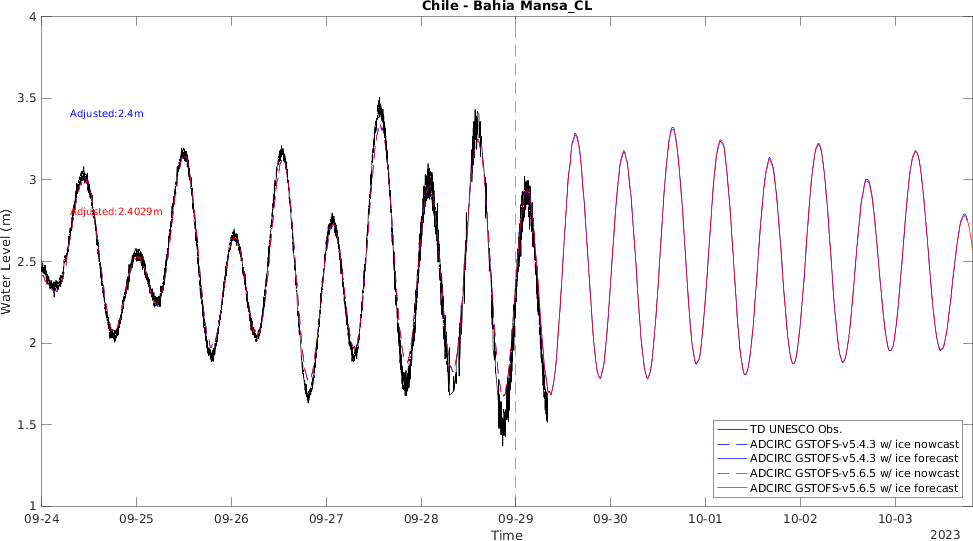 Chile - Bahia Mansa_CL
4
3.5
3
2.5
2
1.5
1
Water Level (m)
Adjusted:2.4m
Adjusted:2.4029m
TD UNESCO Obs.
ADCIRC GSTOFS-v5.4.3 w/ ice nowcast
ADCIRC GSTOFS-v5.4.3 w/ ice forecast
ADCIRC GSTOFS-v5.6.5 w/ ice nowcast
ADCIRC GSTOFS-v5.6.5 w/ ice forecast
09-24 09-25 09-26 09-27 09-28 09-29 09-30 10-01 10-02 10-03
Time
2023